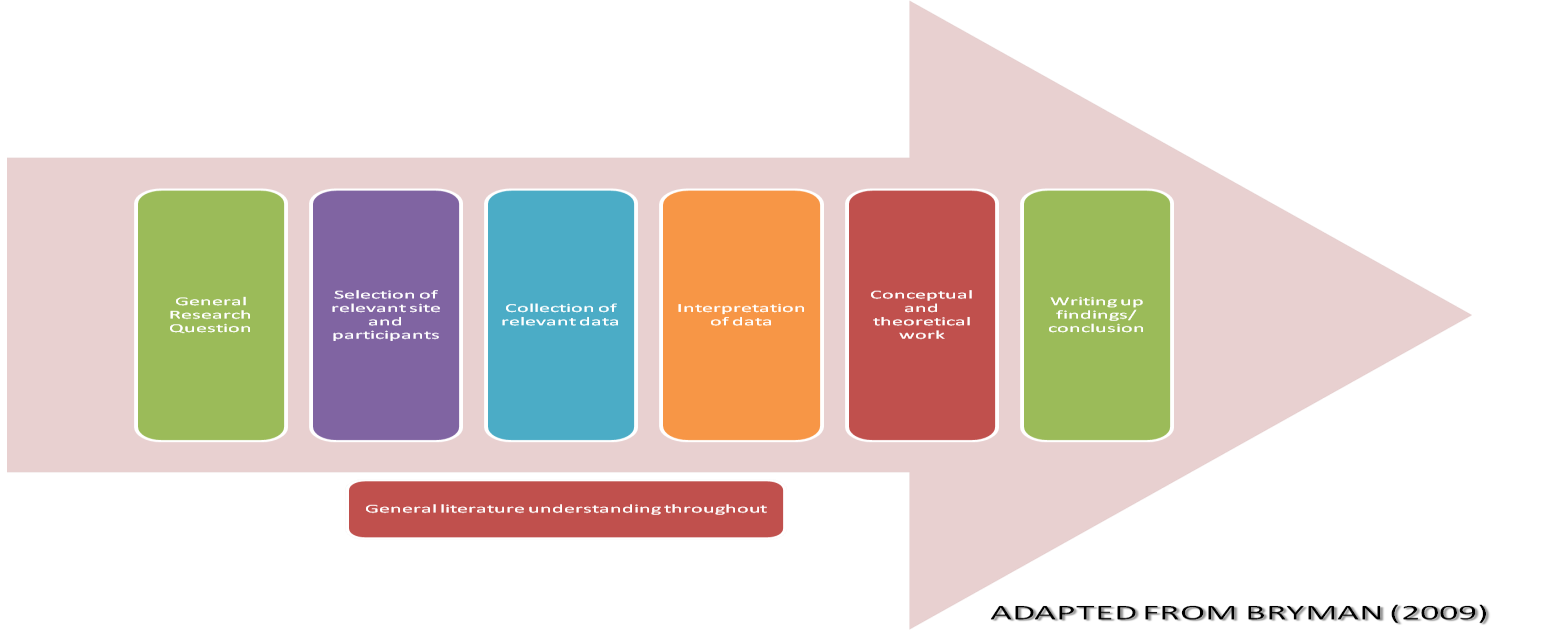 General
Research
Question
Selection of
relevant site
and
participants
Collection of
relevant data
Interpretation
of data
Conceptual
and
theoretical
work
Writing up
findings/
conclusion
General literature understanding throughout
ADAPTED FROM BRYMAN (2009)